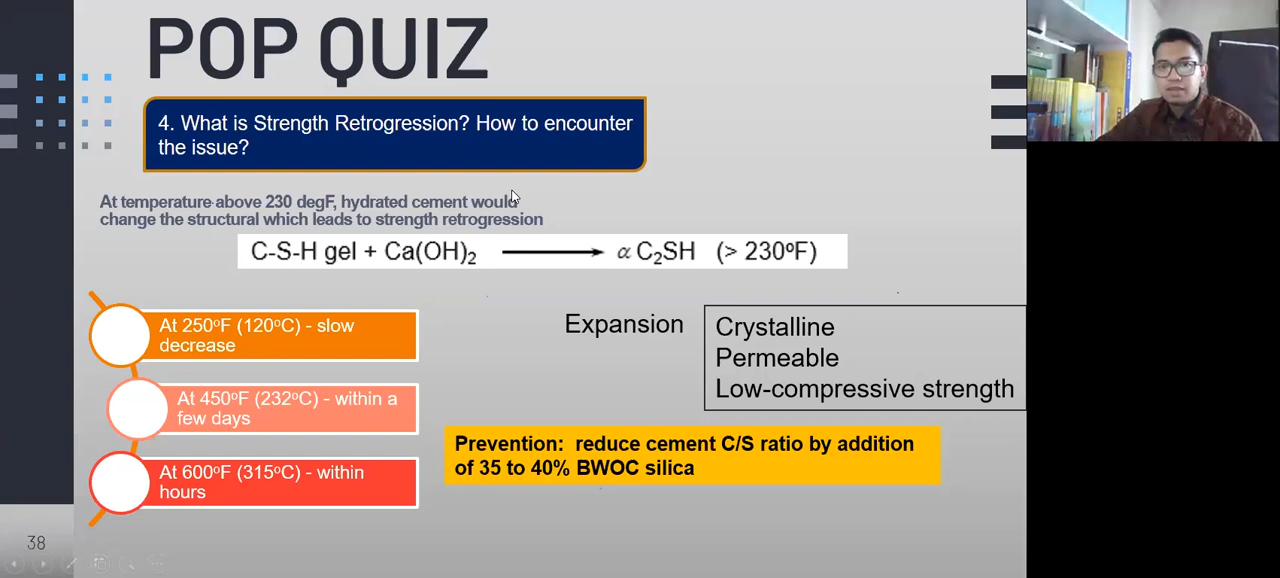 POP QUIZ
4. What is Strength Retrogression? How to encounter
the issue?
At temperature above 230 degF, hydrated cement would
change the structural which leads to strength retrogression
C-S-H gel + Ca(OH)₂ ⟶ α C₂SH (> 230ºF)
At 250ºF (120ºC) - slow
decrease
At 450ºF (232ºC) - within a
few days
At 600ºF (315ºC) - within
hours
Expansion
Crystalline
Permeable
Low-compressive strength
Prevention: reduce cement C/S ratio by addition
of 35 to 40% BWOC silica
38